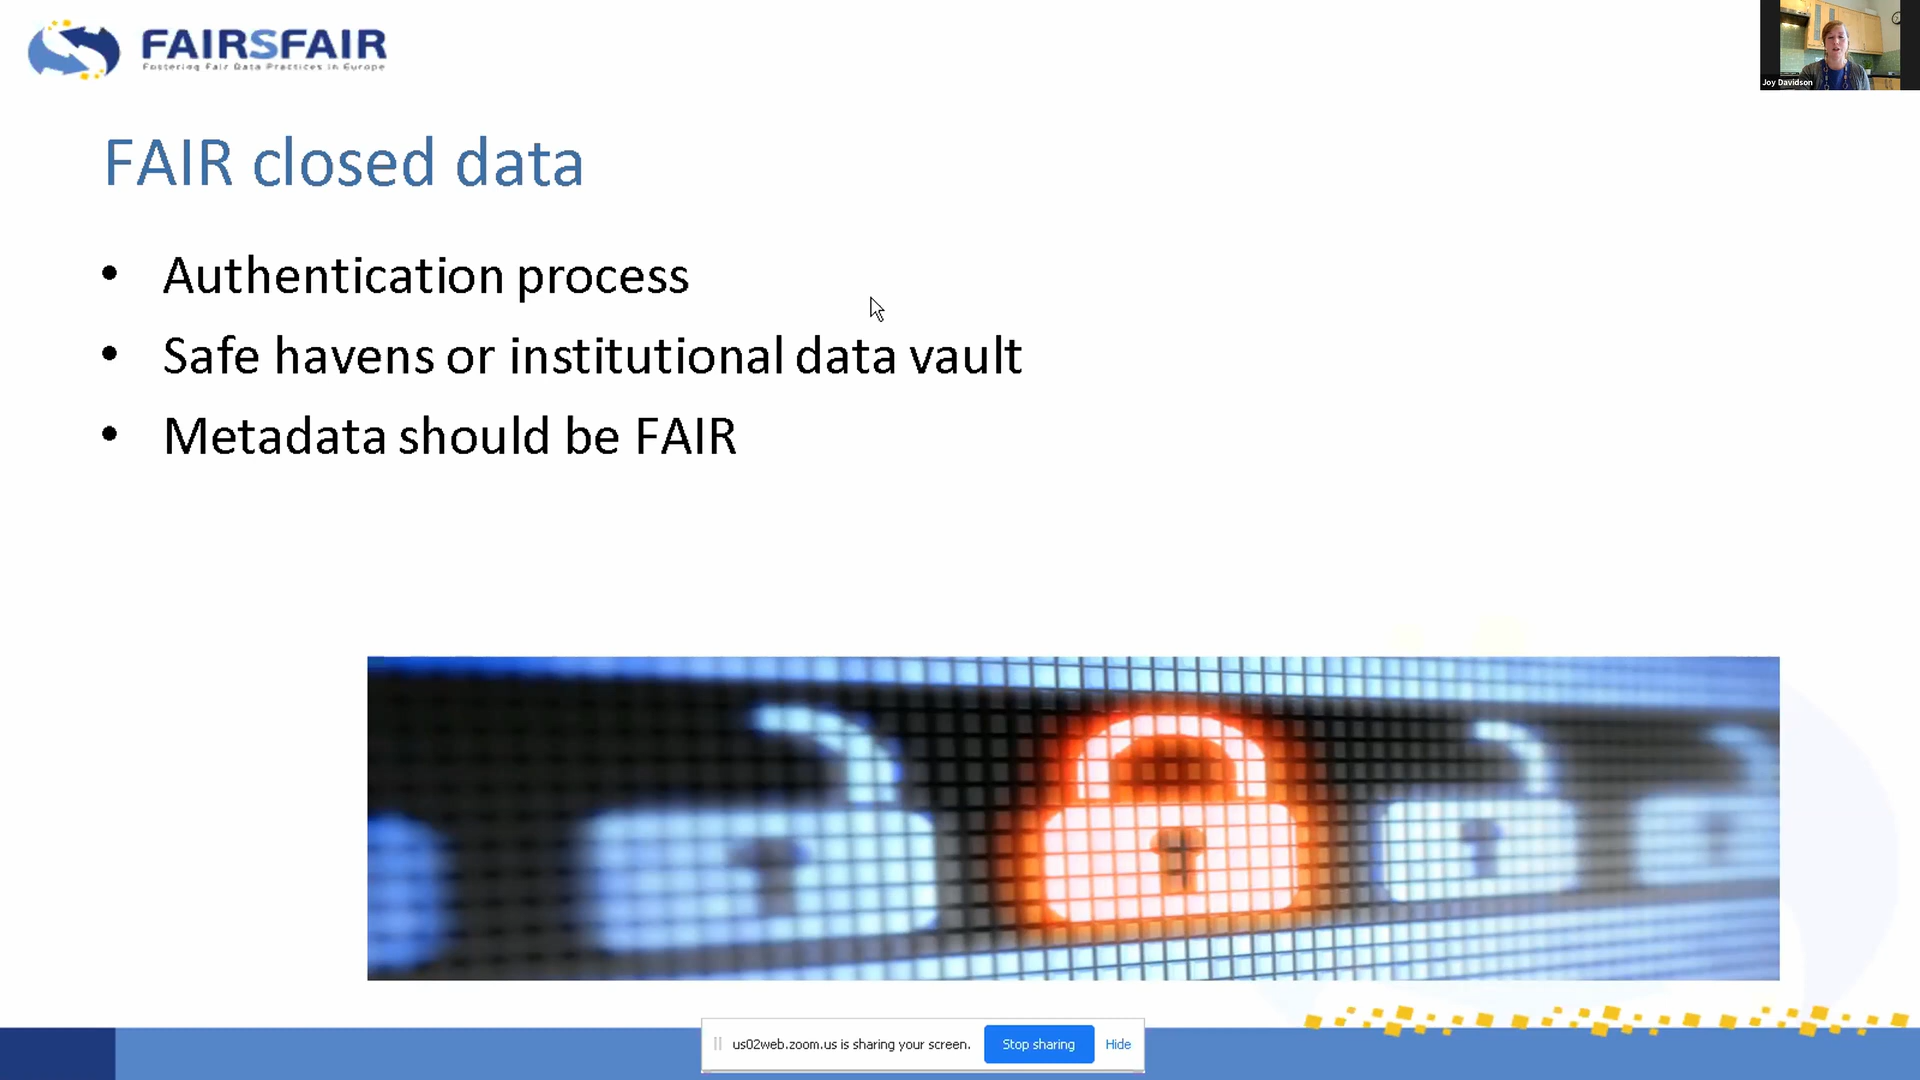 FAIRSFAIR
Fostering Fair Data Practices in Europe
Joy Davidson
FAIR closed data
• Authentication process
• Safe havens or institutional data vault
• Metadata should be FAIR
us02web.zoom.us is sharing your screen. Stop sharing Hide